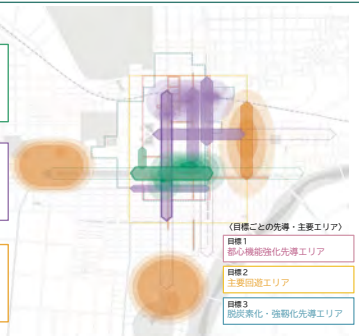 〈目標ごとの先導・主要エリア〉
目標1
都心機能強化先導エリア
目標2
主要回遊エリア
目標3
脱炭素化・強靱化先導エリア